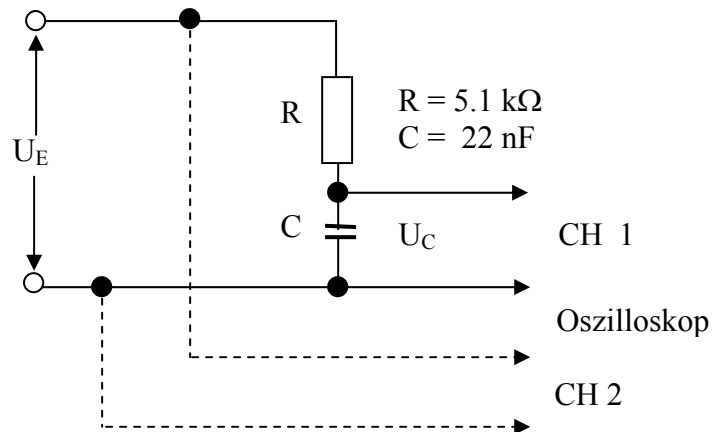 R
R = 5.1 kΩ
C = 22 nF
U_E
C
U_C
CH 1
Oszilloskop
CH 2